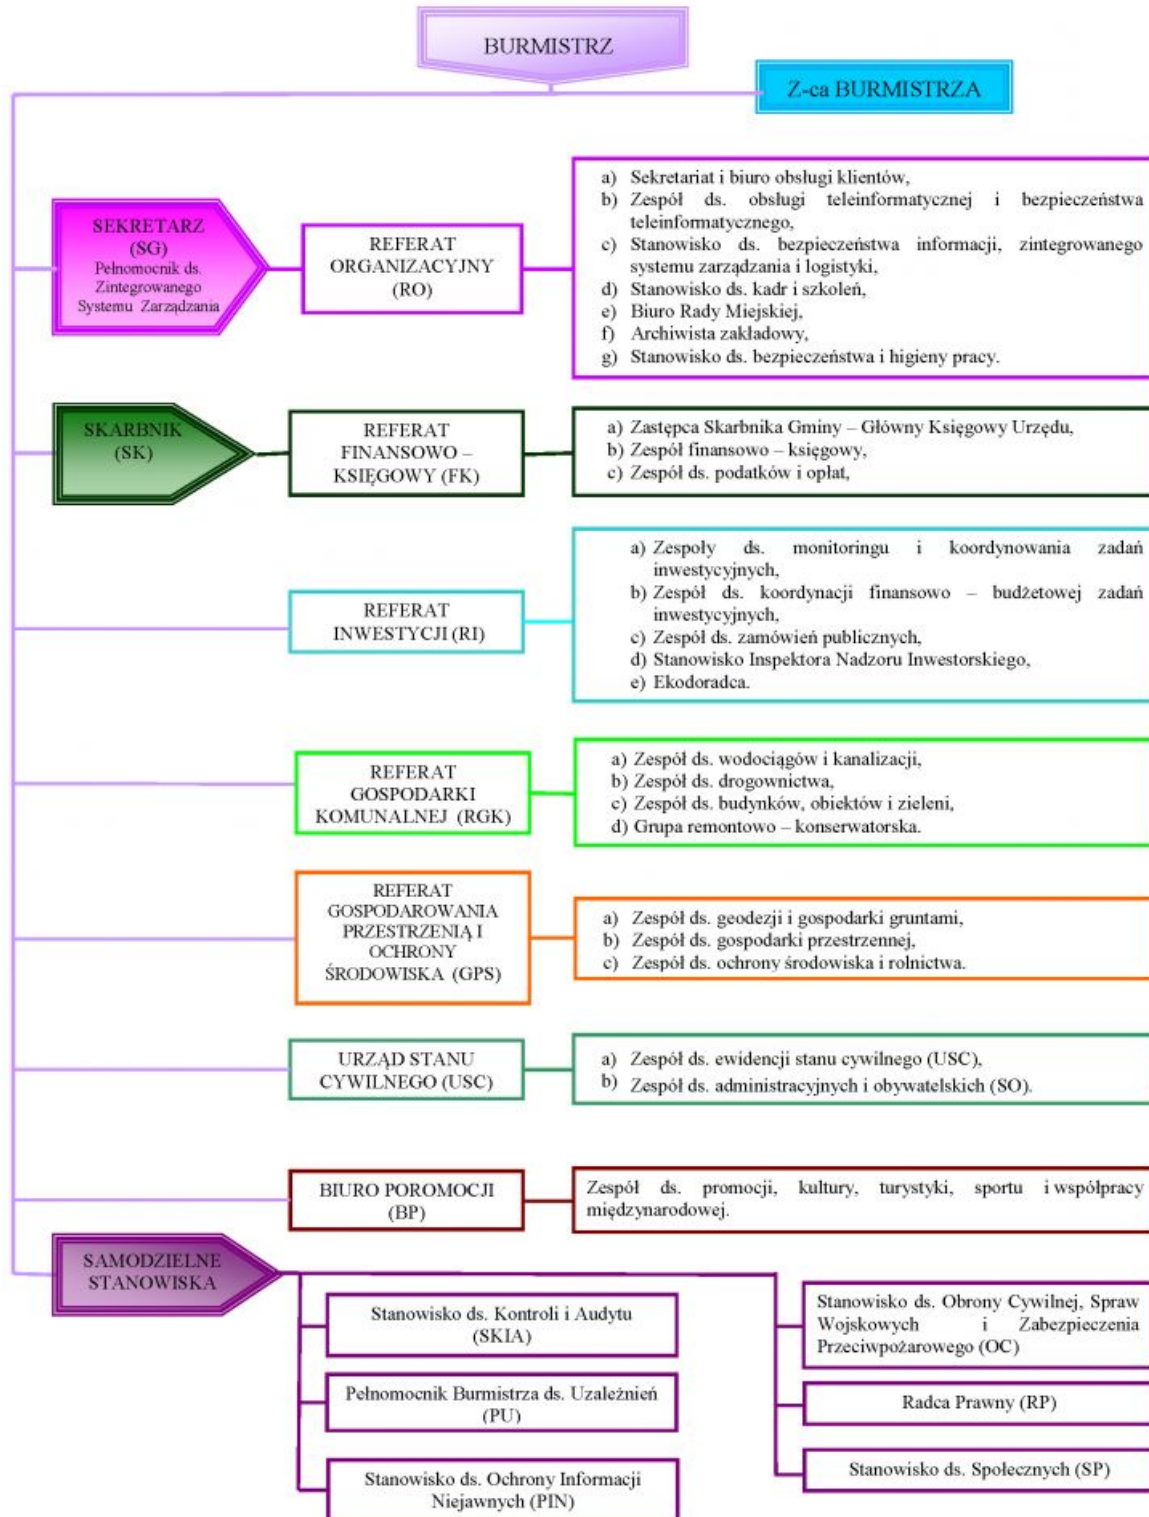 BURMISTRZ
Z-ca BURMISTRZA
SEKRETARZ
(SG)
Pełnomocnik ds.
Zintegrowanego
Systemu Zarządzania
REFERAT
ORGANIZACYJNY
(RO)
a) Sekretariat i biuro obsługi klientów,
b) Zespół ds. obsługi teleinformatycznej i bezpieczeństwa
teleinformatycznego,
c) Stanowisko ds. bezpieczeństwa informacji, zintegrowanego
systemu zarządzania i logistyki,
d) Stanowisko ds. kadr i szkoleń,
e) Biuro Rady Miejskiej,
f) Archiwista zakładowy,
g) Stanowisko ds. bezpieczeństwa i higieny pracy.
SKARBNIK
(SK)
REFERAT
FINANSOWO –
KSIĘGOWY (FK)
a) Zastępca Skarbnika Gminy – Główny Księgowy Urzędu,
b) Zespół finansowo – księgowy,
c) Zespół ds. podatków i opłat,
REFERAT
INWESTYCJI (RI)
a) Zespoły ds. monitoringu i koordynowania zadań
inwestycyjnych,
b) Zespół ds. koordynacji finansowo – budżetowej zadań
inwestycyjnych,
c) Zespół ds. zamówień publicznych,
d) Stanowisko Inspektora Nadzoru Inwestorskiego,
e) Ekodoradca.
REFERAT
GOSPODARKI
KOMUNALNEJ (RGK)
a) Zespół ds. wodociągów i kanalizacji,
b) Zespół ds. drogownictwa,
c) Zespół ds. budynków, obiektów i zieleni,
d) Grupa remontowo – konserwatorska.
REFERAT
GOSPODAROWANIA
PRZESTRZENIĄ I
OCHRONY
ŚRODOWISKA (GPS)
a) Zespół ds. geodezji i gospodarki gruntami,
b) Zespół ds. gospodarki przestrzennej,
c) Zespół ds. ochrony środowiska i rolnictwa.
URZĄD STANU
CYWILNEGO (USC)
a) Zespół ds. ewidencji stanu cywilnego (USC),
b) Zespół ds. administracyjnych i obywatelskich (SO).
BIURO POROMOCJI
(BP)
Zespół ds. promocji, kultury, turystyki, sportu i współpracy
międzynarodowej.
SAMODZIELNE
STANOWISKA
Stanowisko ds. Kontroli i Audytu
(SKIA)
Pełnomocnik Burmistrza ds. Uzależnień
(PU)
Stanowisko ds. Ochrony Informacji
Niejawnych (PIN)
Stanowisko ds. Obrony Cywilnej, Spraw
Wojskowych i Zabezpieczenia
Przeciwpożarowego (OC)
Radca Prawny (RP)
Stanowisko ds. Społecznych (SP)